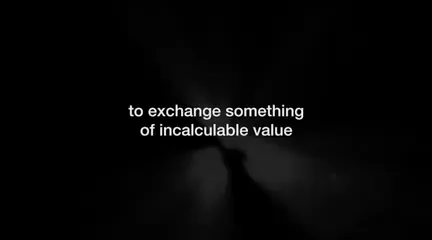 to exchange something
of incalculable value